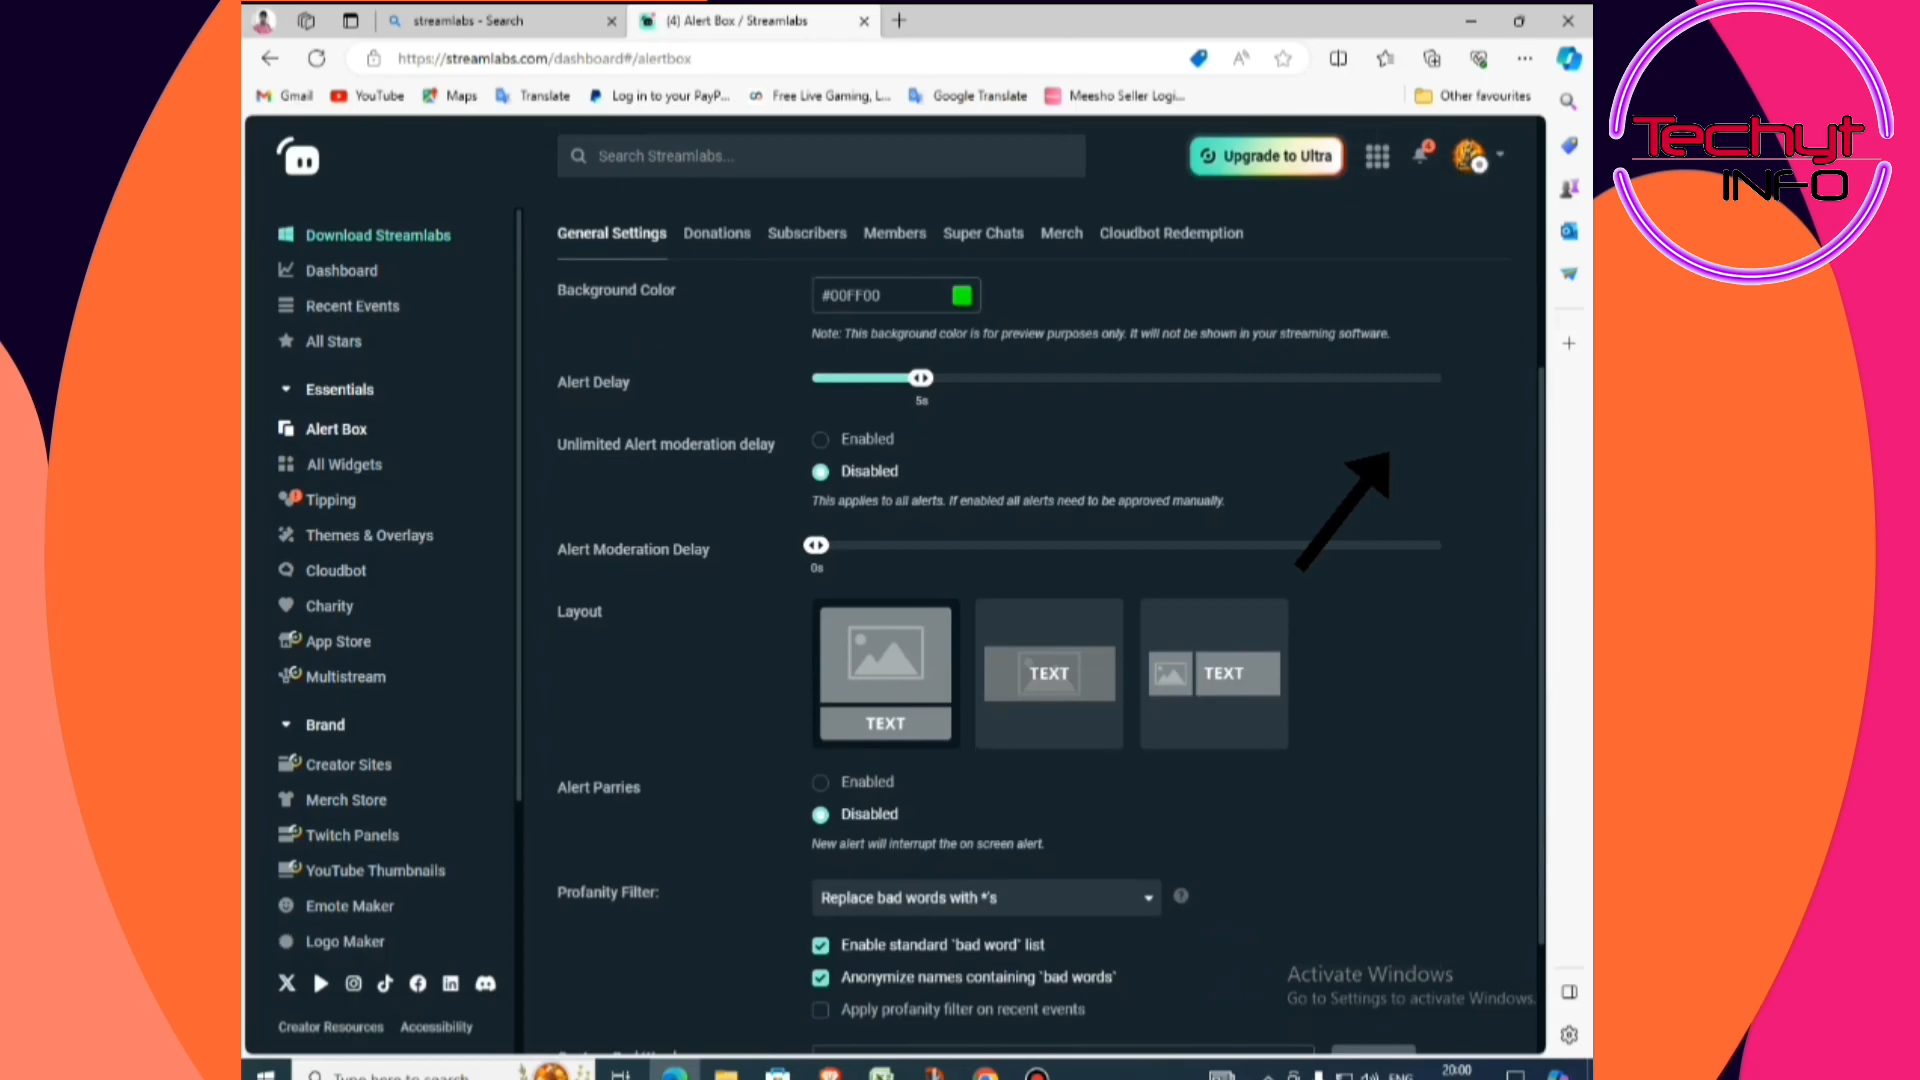 streamlabs - Search
(4) Alert Box / Streamlabs
https://streamlabs.com/dashboard#/alertbox
Gmail
YouTube
Maps
Translate
Log in to your PayP...
Free Live Gaming, L...
Google Translate
Meesho Seller Logi...
Other favourites
Techyt
INFO
Search Streamlabs...
Upgrade to Ultra
4
Download Streamlabs
Dashboard
Recent Events
All Stars
Essentials
Alert Box
All Widgets
Tipping
Themes & Overlays
Cloudbot
Charity
App Store
Multistream
Brand
Creator Sites
Merch Store
Twitch Panels
YouTube Thumbnails
Emote Maker
Logo Maker
Creator Resources
Accessibility
General Settings
Donations
Subscribers
Members
Super Chats
Merch
Cloudbot Redemption
Background Color
#00FF00
Note: This background color is for preview purposes only. It will not be shown in your streaming software.
Alert Delay
5s
Unlimited Alert moderation delay
Enabled
Disabled
This applies to all alerts. If enabled all alerts need to be approved manually.
Alert Moderation Delay
0s
Layout
TEXT
TEXT
TEXT
Alert Parries
Enabled
Disabled
New alert will interrupt the on screen alert.
Profanity Filter:
Replace bad words with *'s
Enable standard 'bad word' list
Anonymize names containing 'bad words'
Apply profanity filter on recent events
Activate Windows
Go to Settings to activate Windows.
Type here to search
ENG
20:00